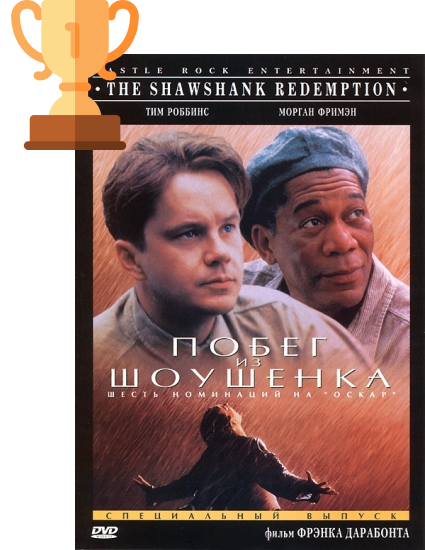 1
ASTLE ROCK ENTERTAINMENT
• THE SHAWSHANK REDEMPTION •
ТИМ РОББИНС МОРГАН ФРИМЭН
ПОБЕГ
ИЗ
ШОУШЕНКА
ШЕСТЬ НОМИНАЦИЙ НА "ОСКАР"
СПЕЦИАЛЬНЫЙ ВЫПУСК
DVD
фильм ФРЭНКА ДАРАБОНТА